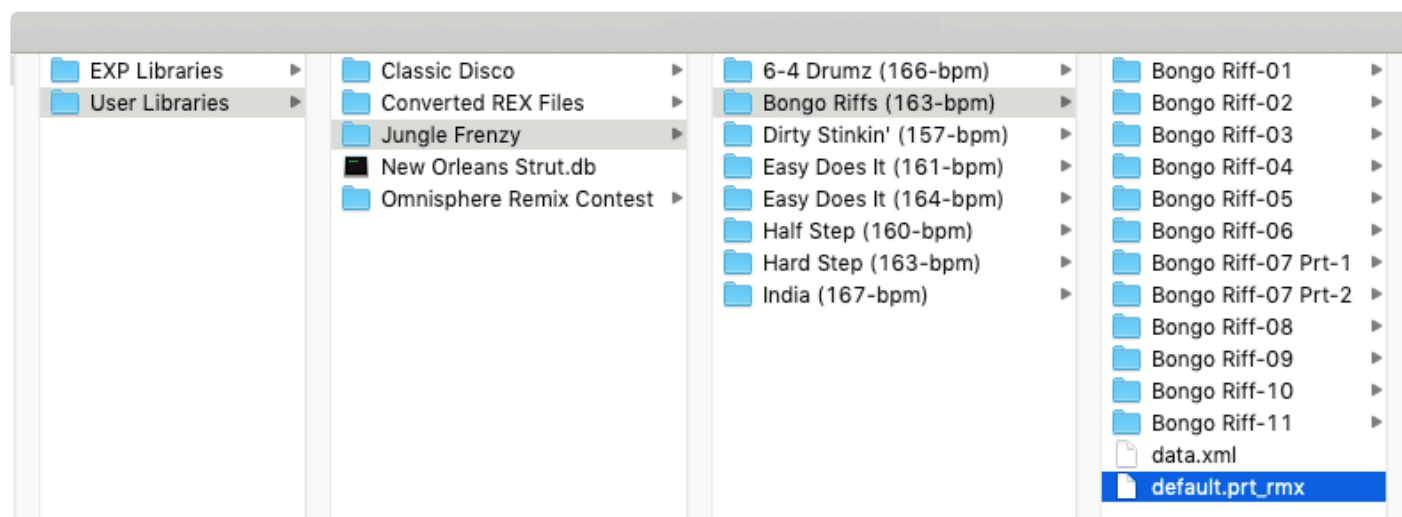 EXP Libraries
User Libraries
Classic Disco
Converted REX Files
Jungle Frenzy
New Orleans Strut.db
Omnisphere Remix Contest
6-4 Drumz (166-bpm)
Bongo Riffs (163-bpm)
Dirty Stinkin' (157-bpm)
Easy Does It (161-bpm)
Easy Does It (164-bpm)
Half Step (160-bpm)
Hard Step (163-bpm)
India (167-bpm)
Bongo Riff-01
Bongo Riff-02
Bongo Riff-03
Bongo Riff-04
Bongo Riff-05
Bongo Riff-06
Bongo Riff-07 Prt-1
Bongo Riff-07 Prt-2
Bongo Riff-08
Bongo Riff-09
Bongo Riff-10
Bongo Riff-11
data.xml
default.prt_rmx